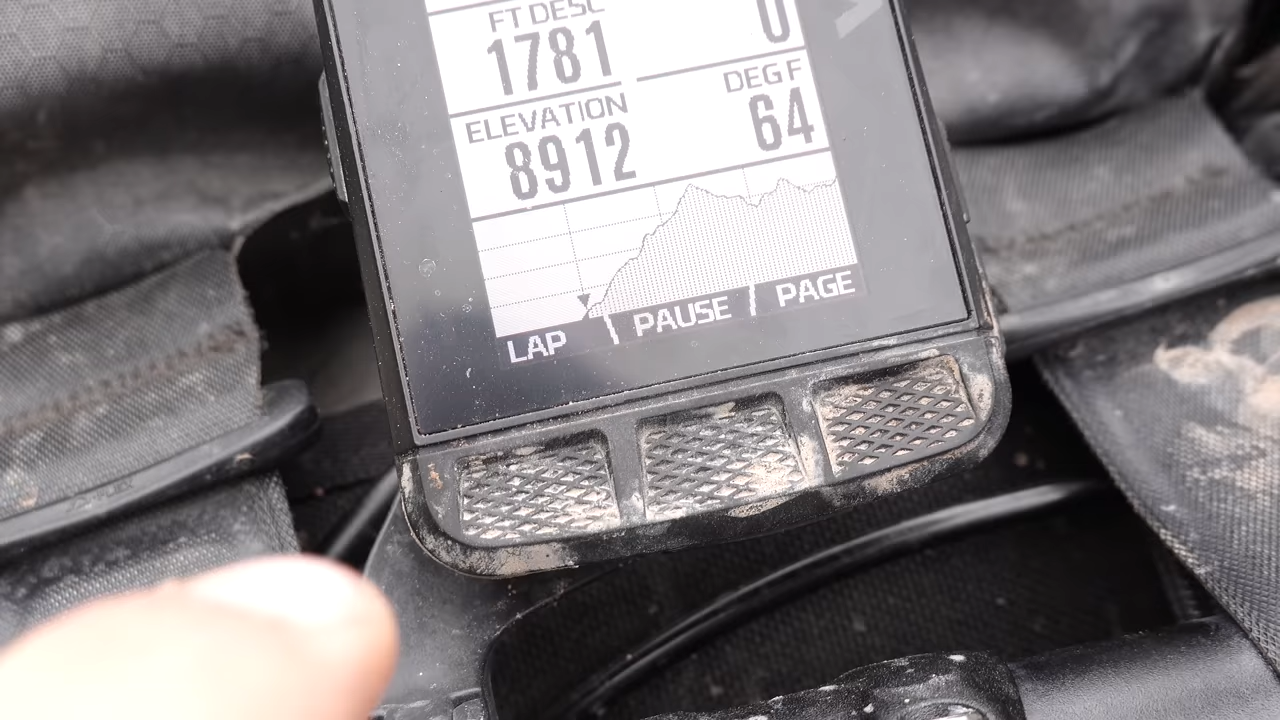 FT DESC
1781 0
ELEVATION DEG F
8912 64
LAP PAUSE PAGE